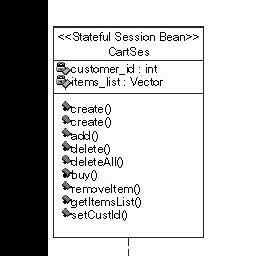 <<Stateful Session Bean>>
CartSes
customer_id : int
items_list : Vector
create()
create()
add()
delete()
deleteAll()
buy()
removeItem()
getItemsList()
setCustId()